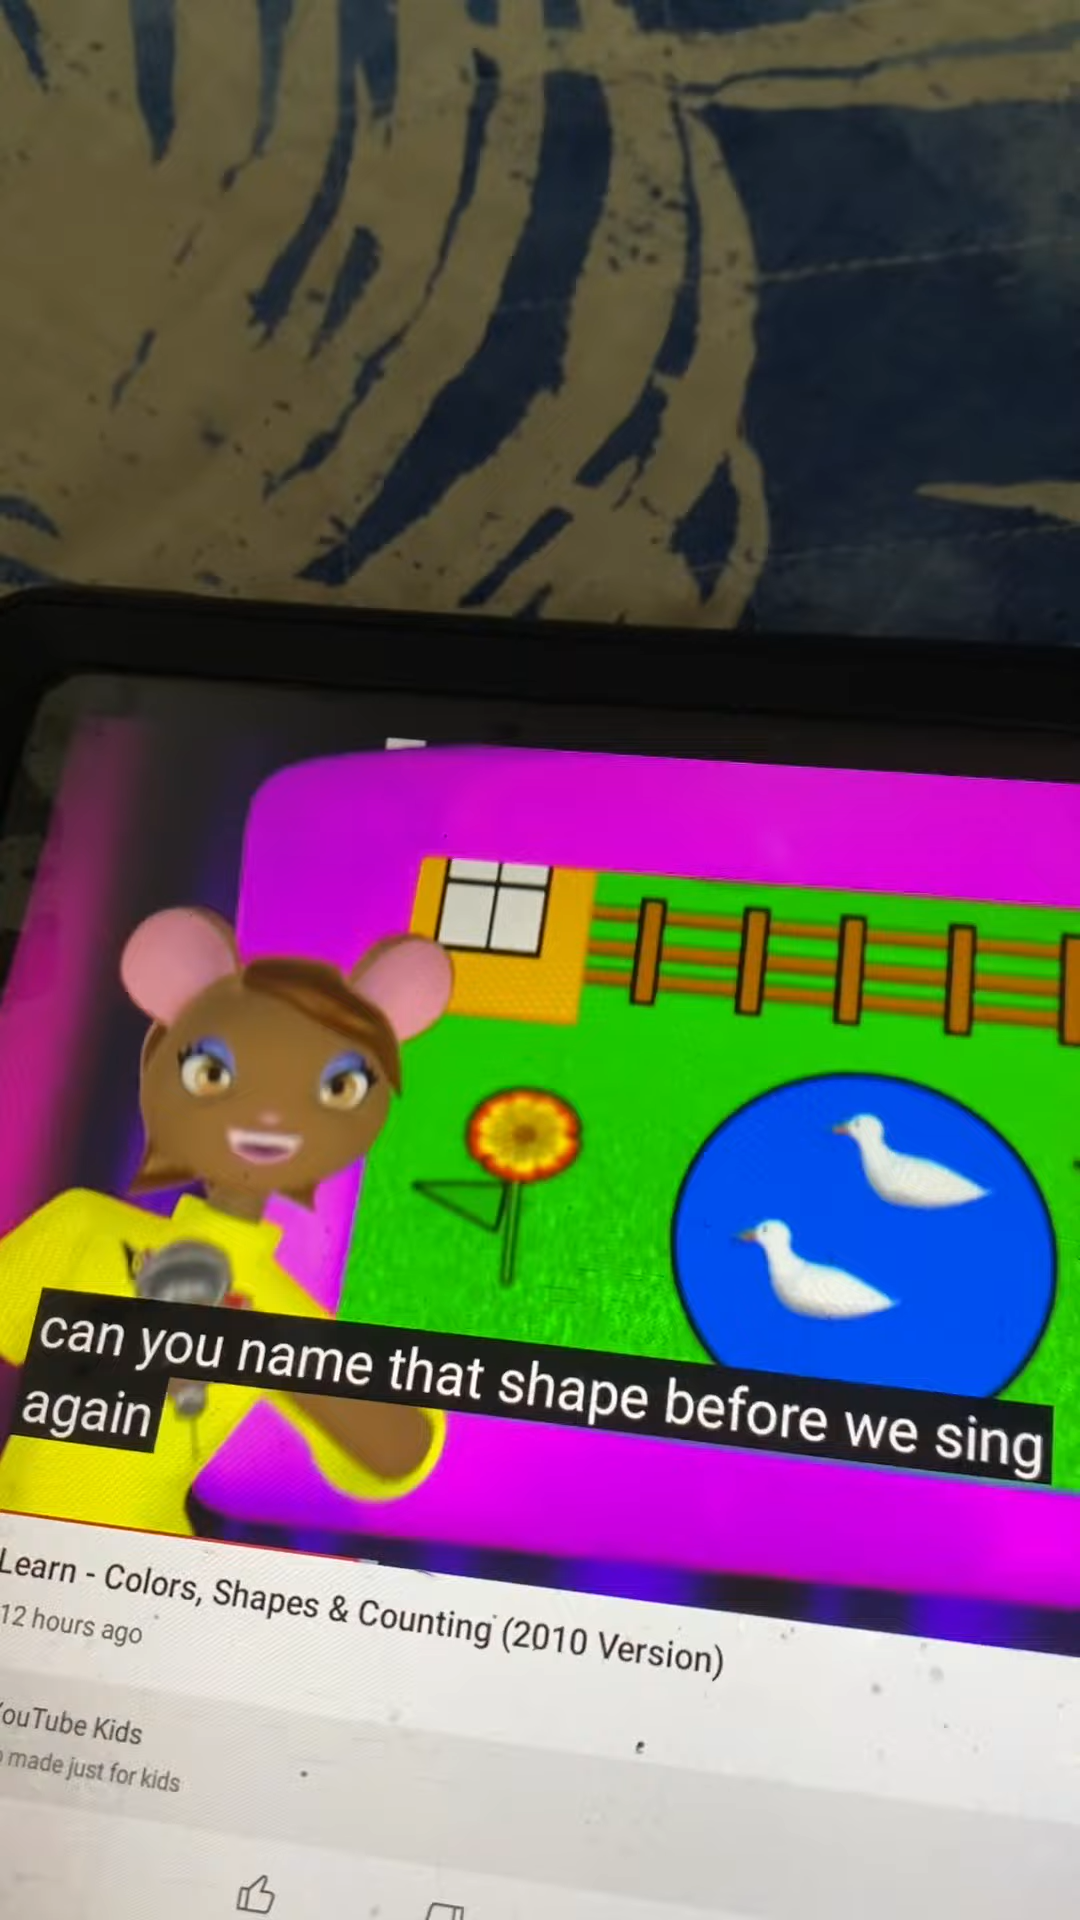 can you name that shape before we sing
again
Learn - Colors, Shapes & Counting (2010 Version)
12 hours ago
YouTube Kids
made just for kids